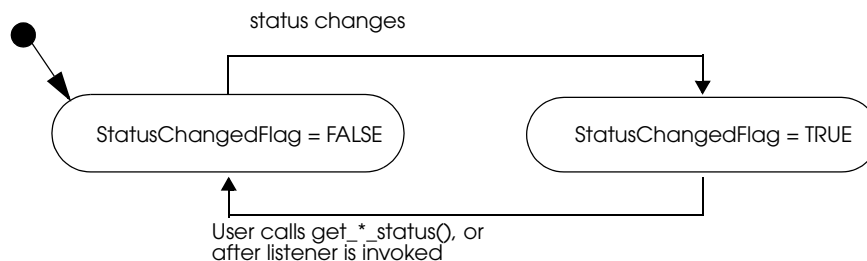 status changes
StatusChangedFlag = FALSE
StatusChangedFlag = TRUE
User calls get_*_status(), or
after listener is invoked